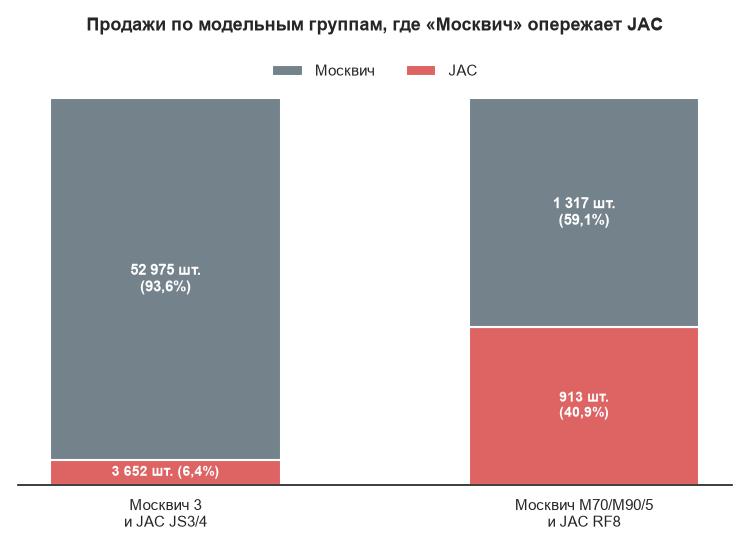 Продажи по модельным группам, где «Москвич» опережает JAC
Москвич JAC
52 975 шт.
(93,6%)
3 652 шт. (6,4%)
1 317 шт.
(59,1%)
913 шт.
(40,9%)
Москвич 3
и JAC JS3/4
Москвич М70/М90/5
и JAC RF8